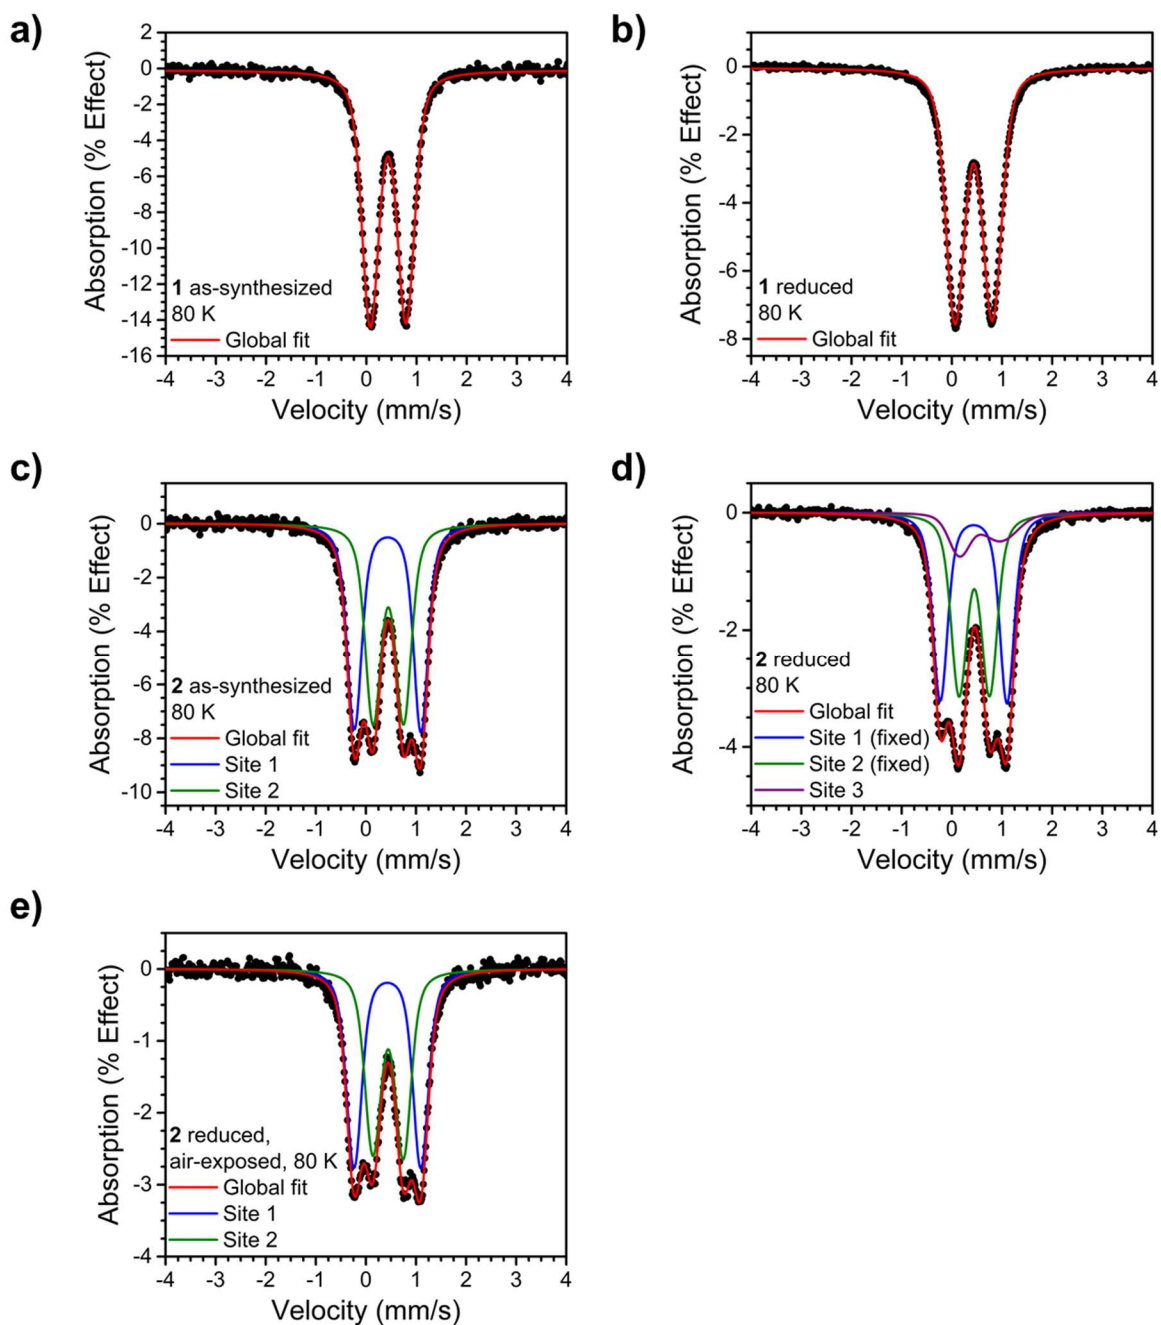 a)
2
0
-2
-4
-6
-8
-10
-12
-14
-16
Absorption (% Effect)
1 as-synthesized
80 K
Global fit
-4 -3 -2 -1 0 1 2 3 4
Velocity (mm/s)
b)
0
-2
-4
-6
-8
Absorption (% Effect)
1 reduced
80 K
Global fit
-4 -3 -2 -1 0 1 2 3 4
Velocity (mm/s)
c)
0
-2
-4
-6
-8
-10
Absorption (% Effect)
2 as-synthesized
80 K
Global fit
Site 1
Site 2
-4 -3 -2 -1 0 1 2 3 4
Velocity (mm/s)
d)
0
-2
-4
Absorption (% Effect)
2 reduced
80 K
Global fit
Site 1 (fixed)
Site 2 (fixed)
Site 3
-4 -3 -2 -1 0 1 2 3 4
Velocity (mm/s)
e)
0
-1
-2
-3
-4
Absorption (% Effect)
2 reduced,
air-exposed, 80 K
Global fit
Site 1
Site 2
-4 -3 -2 -1 0 1 2 3 4
Velocity (mm/s)